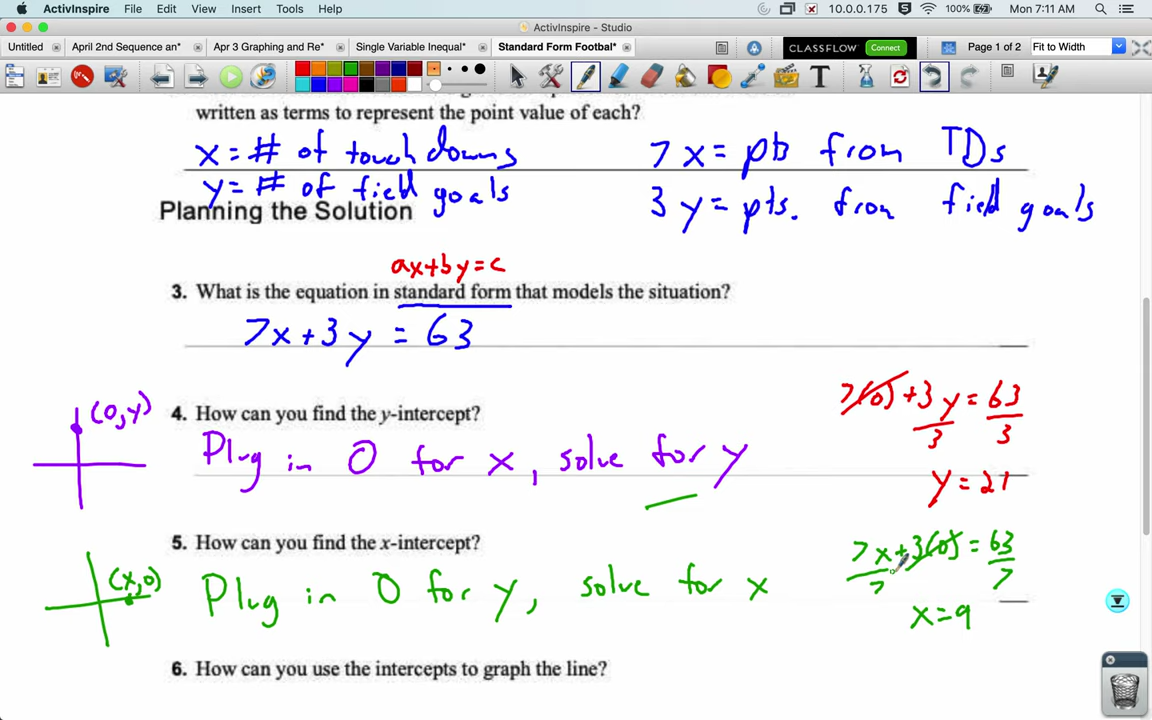 ActivInspire File Edit View Insert Tools Help 10.0.0.175 100% Mon 7:11 AM
ActivInspire - Studio
Untitled April 2nd Sequence an* Apr 3 Graphing and Re* Single Variable Inequal* Standard Form Footbal* CLASSFLOW Connect Page 1 of 2 Fit to Width
written as terms to represent the point value of each?
x = # of touchdowns 7x = pts from TDs
y = # of field goals 3y = pts. from field goals
Planning the Solution
ax+by=c
3. What is the equation in standard form that models the situation?
7x+3y = 63
4. How can you find the y-intercept?
(0,y)
Plug in 0 for x, solve for y
7(0)+3y=63
3 3
y = 21
5. How can you find the x-intercept?
(x,0)
Plug in 0 for y, solve for x
7x+3(0)=63
7 7
x=9
6. How can you use the intercepts to graph the line?